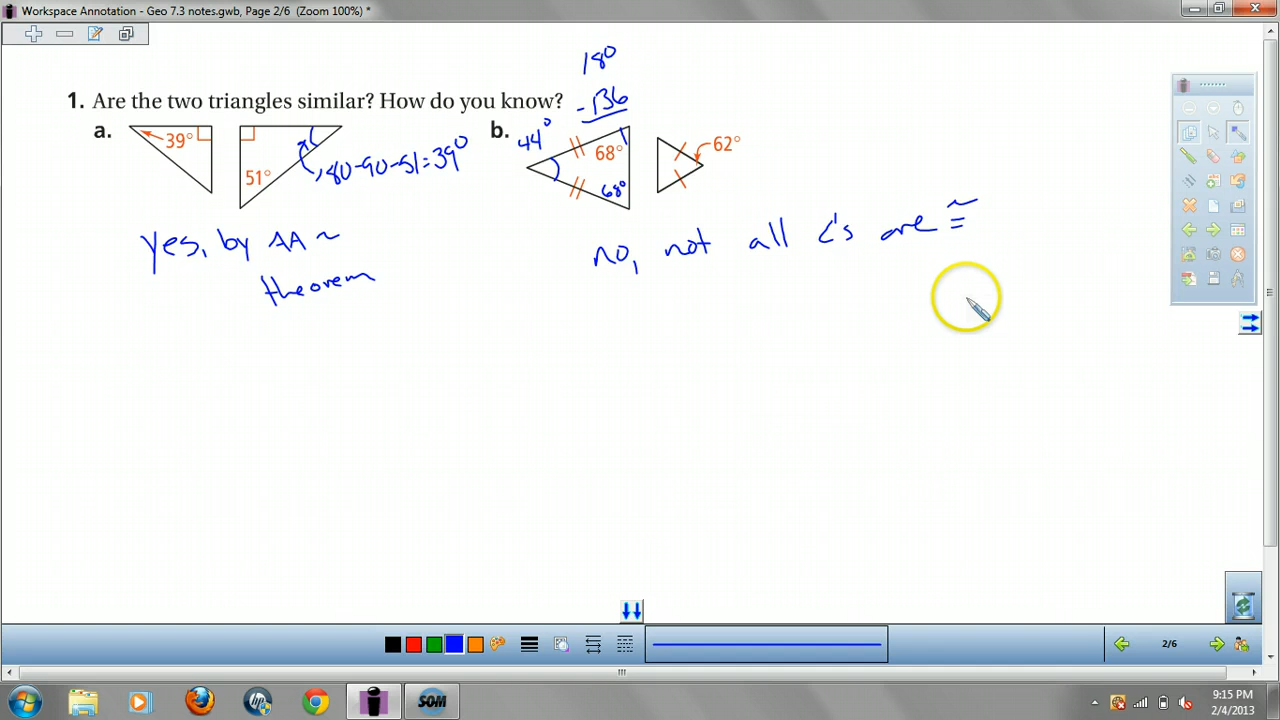 Workspace Annotation - Geo 7.3 notes.gwb, Page 2/6 (Zoom 100%) *
1. Are the two triangles similar? How do you know?
a.
39°
51°
180-90-51=39°
yes, by AA ~
theorem
b.
180
-136
44°
68°
68°
62°
no, not all <'s are ≅
2/6
SOM
9:15 PM
2/4/2013